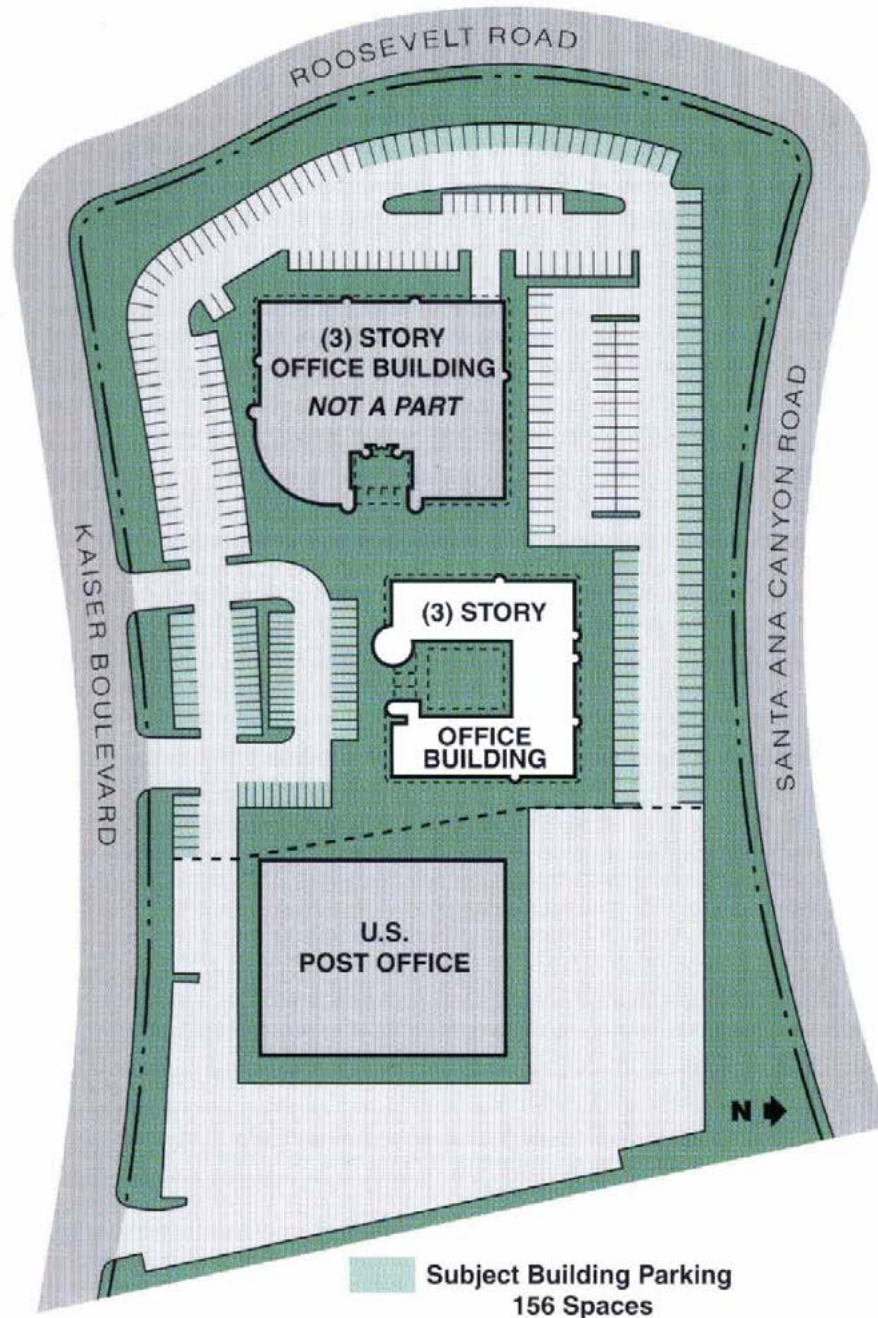 ROOSEVELT ROAD
(3) STORY
OFFICE BUILDING
NOT A PART
KAISER BOULEVARD
SANTA ANA CANYON ROAD
(3) STORY
OFFICE
BUILDING
U.S.
POST OFFICE
N
Subject Building Parking
156 Spaces